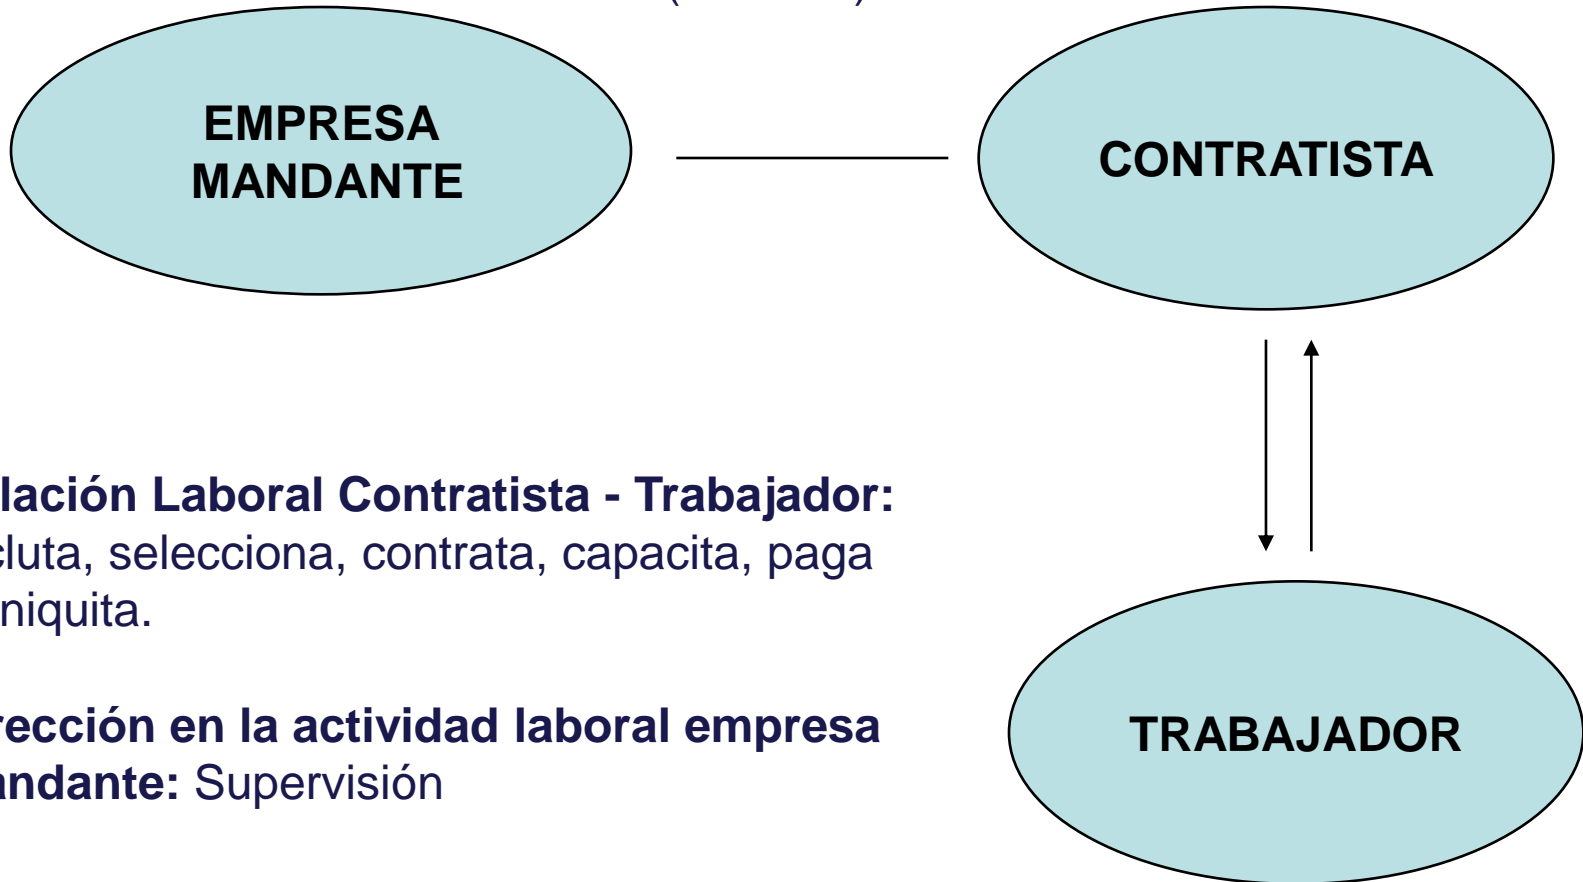 EMPRESA
MANDANTE
CONTRATISTA
lación Laboral Contratista - Trabajador:
cluta, selecciona, contrata, capacita, paga
niquita.
rección en la actividad laboral empresa
andante: Supervisión
TRABAJADOR